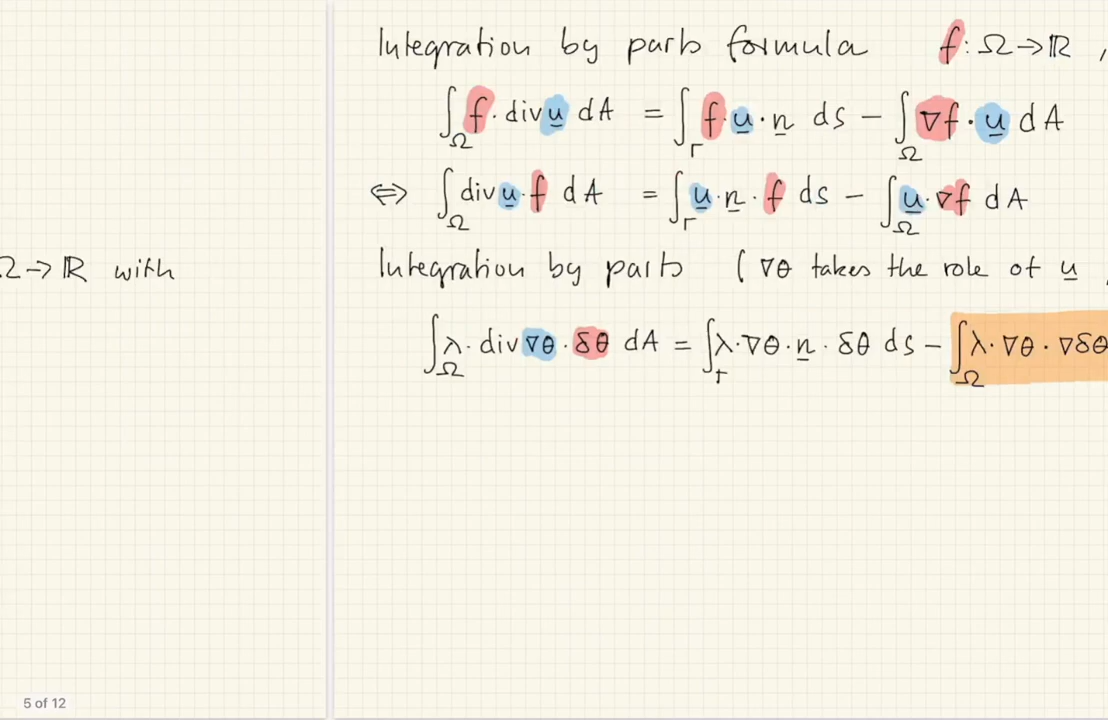 Ω → ℝ with
5 of 12
Integration by parts formula f : Ω → ℝ ,
∫_Ω f · div u dA = ∫_Γ f · u · n ds − ∫_Ω ∇f · u dA
⇔ ∫_Ω div u · f dA = ∫_Γ u · n · f ds − ∫_Ω u · ∇f dA
Integration by parts ( ∇θ takes the role of u ,
∫_Ω λ · div ∇θ · δθ dA = ∫_Γ λ · ∇θ · n · δθ ds − ∫_Ω λ · ∇θ · ∇δθ